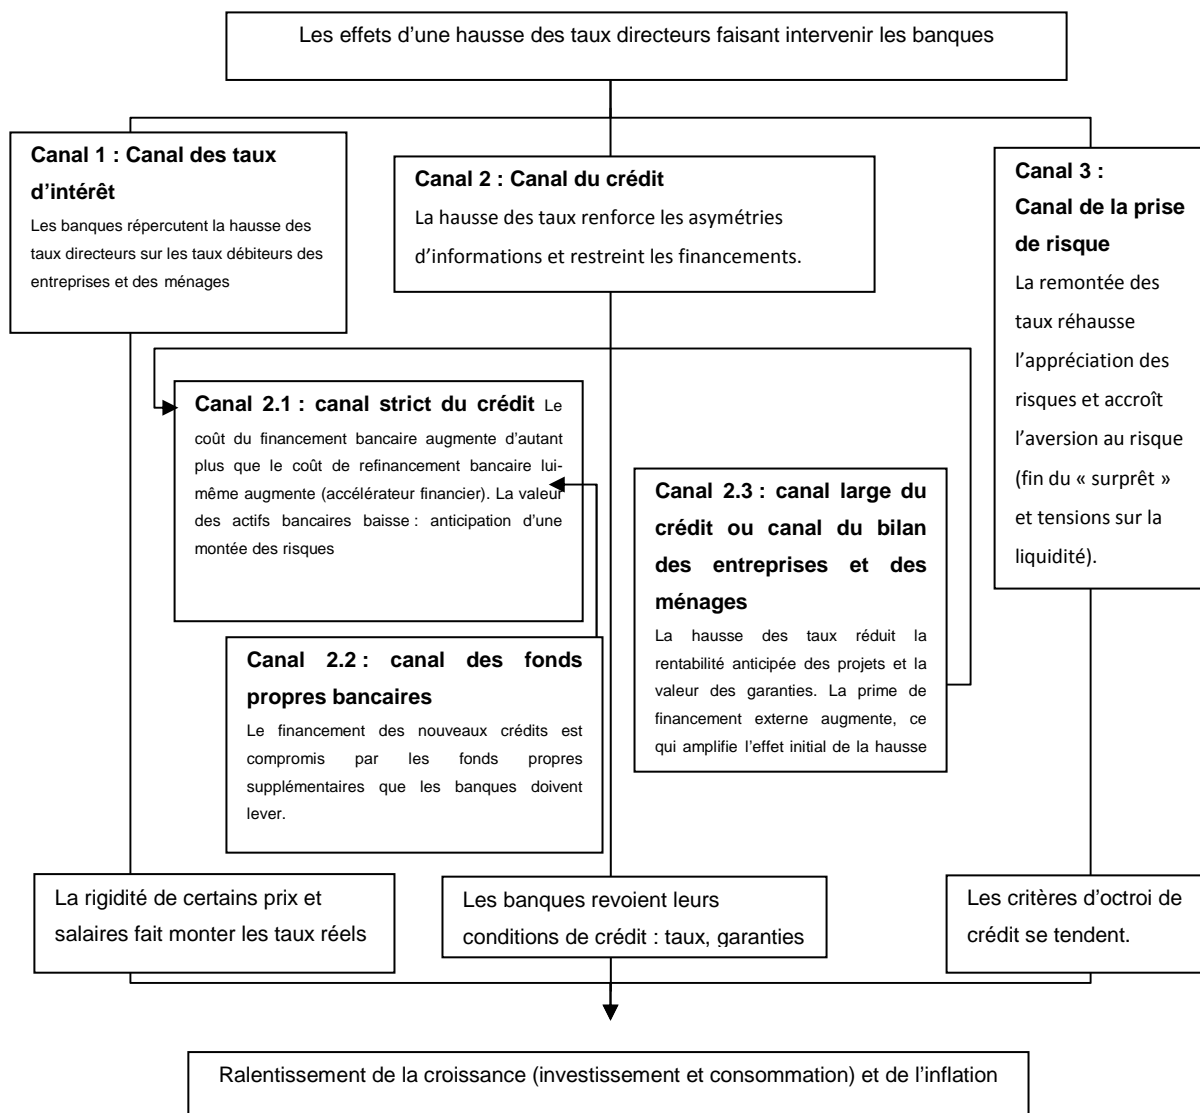 Les effets d’une hausse des taux directeurs faisant intervenir les banques
Canal 1 : Canal des taux
d’intérêt
Les banques répercutent la hausse des
taux directeurs sur les taux débiteurs des
entreprises et des ménages
Canal 2 : Canal du crédit
La hausse des taux renforce les asymétries
d’informations et restreint les financements.
Canal 3 :
Canal de la prise
de risque
La remontée des
taux réhausse
l’appréciation des
risques et accroît
l’aversion au risque
(fin du « surprêt »
et tensions sur la
liquidité).
Canal 2.1 : canal strict du crédit Le
coût du financement bancaire augmente d’autant
plus que le coût de refinancement bancaire lui-
même augmente (accélérateur financier). La valeur
des actifs bancaires baisse : anticipation d’une
montée des risques
Canal 2.2 : canal des fonds
propres bancaires
Le financement des nouveaux crédits est
compromis par les fonds propres
supplémentaires que les banques doivent
lever.
Canal 2.3 : canal large du
crédit ou canal du bilan
des entreprises et des
ménages
La hausse des taux réduit la
rentabilité anticipée des projets et la
valeur des garanties. La prime de
financement externe augmente, ce
qui amplifie l’effet initial de la hausse
La rigidité de certains prix et
salaires fait monter les taux réels
Les banques revoient leurs
conditions de crédit : taux, garanties
Les critères d’octroi de
crédit se tendent.
Ralentissement de la croissance (investissement et consommation) et de l’inflation